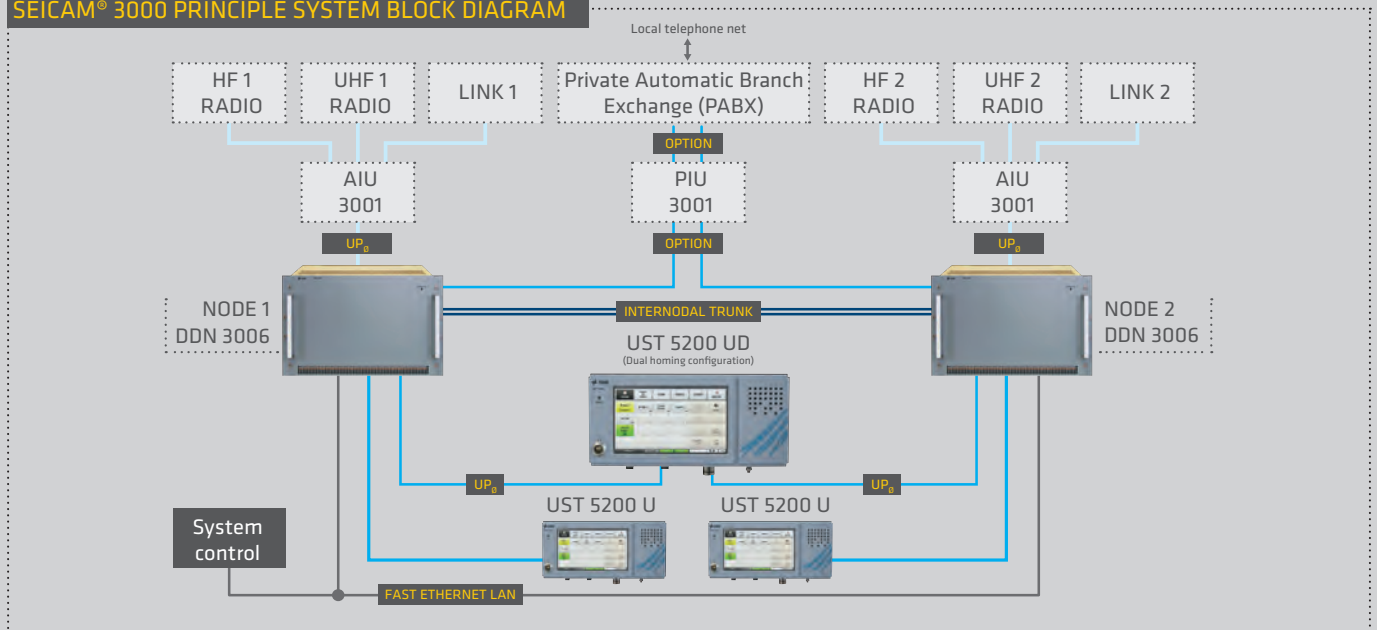 SEICAM® 3000 PRINCIPLE SYSTEM BLOCK DIAGRAM
Local telephone net
HF 1
RADIO
UHF 1
RADIO
LINK 1
Private Automatic Branch
Exchange (PABX)
HF 2
RADIO
UHF 2
RADIO
LINK 2
OPTION
AIU
3001
PIU
3001
AIU
3001
UPø
OPTION
UPø
NODE 1
DDN 3006
INTERNODAL TRUNK
NODE 2
DDN 3006
UST 5200 UD
(Dual homing configuration)
UPø
UPø
UST 5200 U
UST 5200 U
System
control
FAST ETHERNET LAN